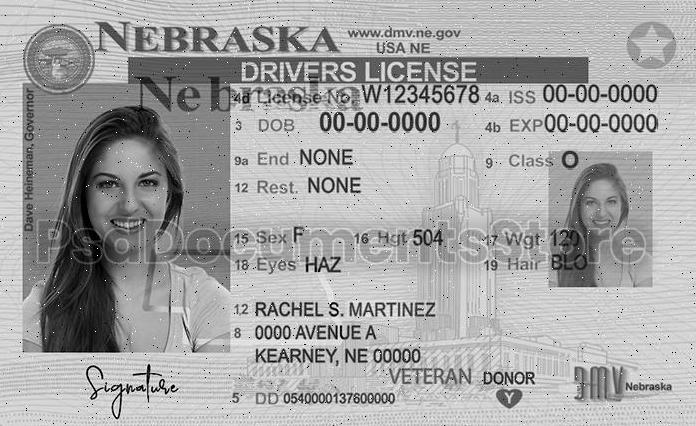 NEBRASKA www.dmv.ne.gov
USA NE
DRIVERS LICENSE
Nebraska
4d License No. W12345678 4a ISS 00-00-0000
3 DOB 00-00-0000 4b EXP 00-00-0000
Dave Heineman, Governor
9a End NONE 9 Class O
12 Rest. NONE
15 Sex F 16 Hgt 504 17 Wgt 120
PsdDocumentsStore
18 Eyes HAZ 19 Hair BLO
1,2 RACHEL S. MARTINEZ
8 0000 AVENUE A
KEARNEY, NE 00000
Signature
VETERAN DONOR
Y
DMV Nebraska
5 DD 0540000137600000